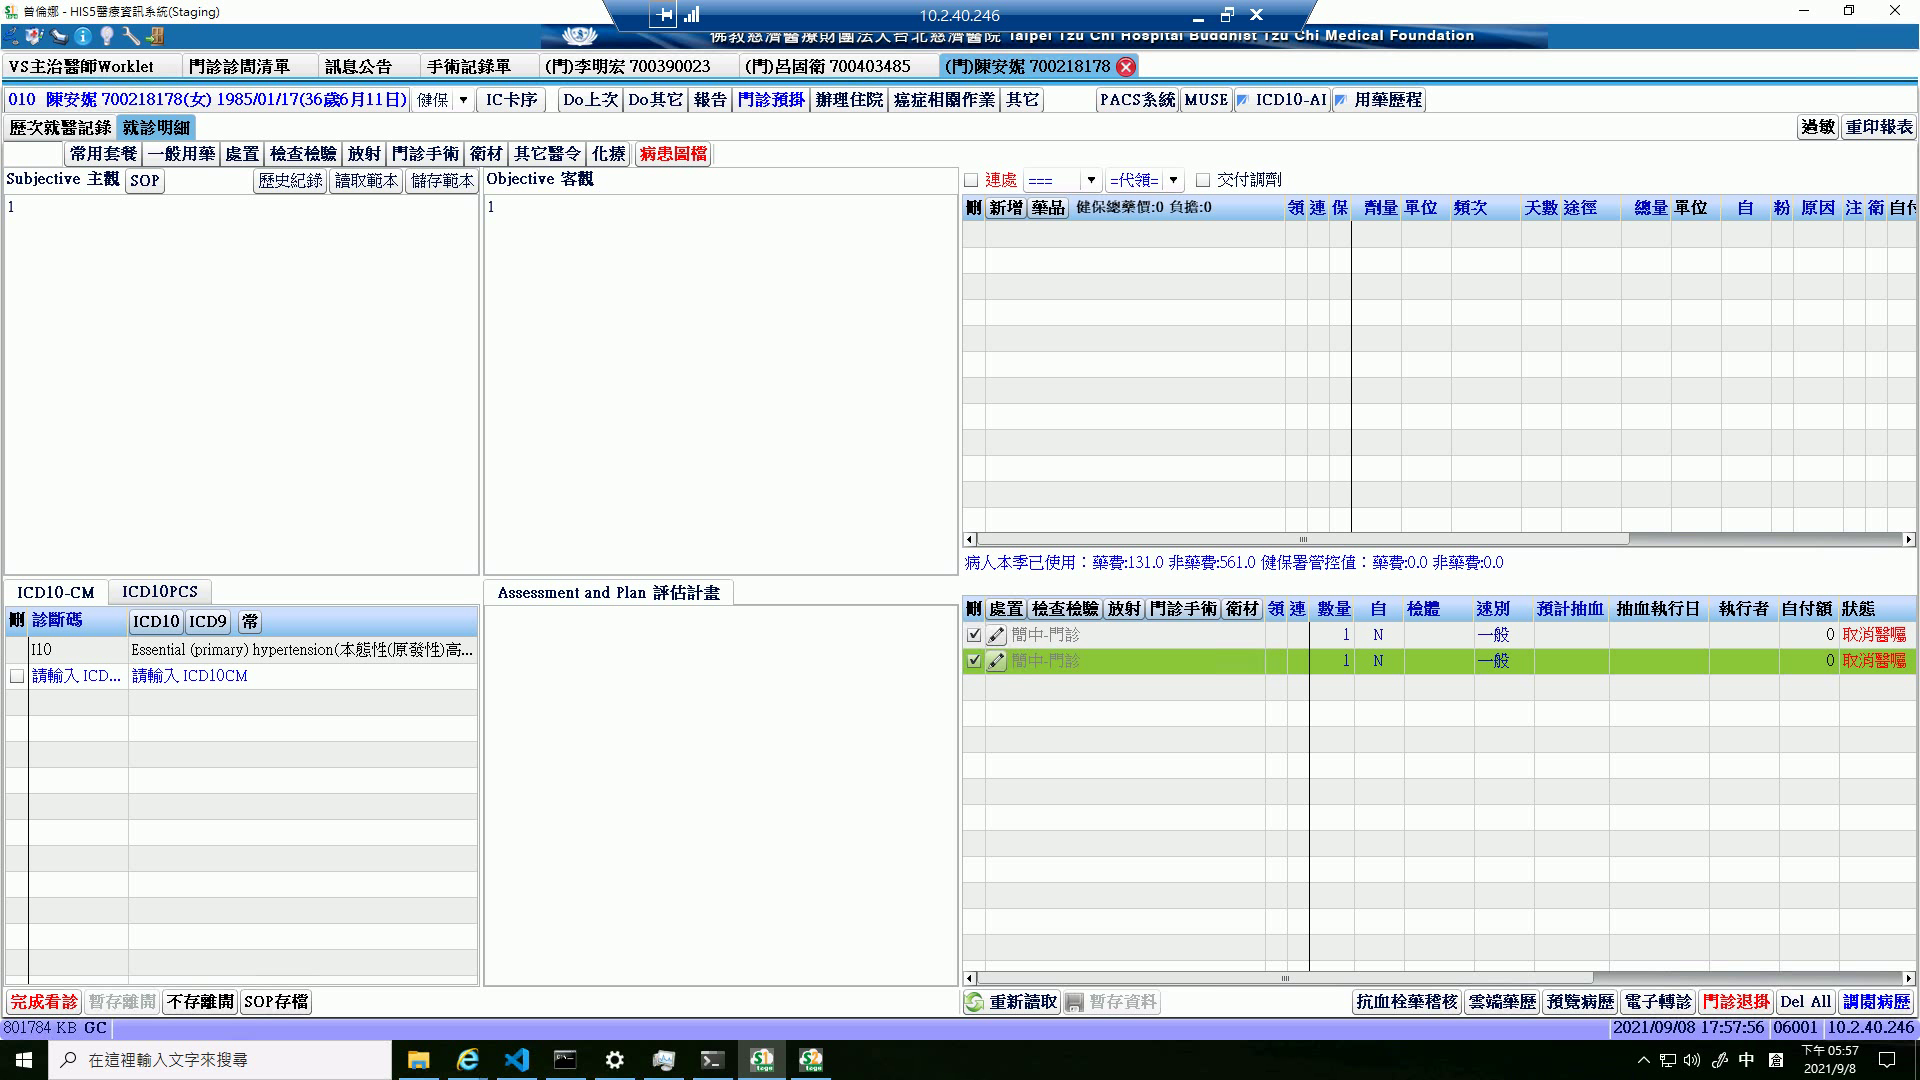 曾倫娜 - HIS5醫療資訊系統(Staging)
10.2.40.246
佛教慈濟醫療財團法人台北慈濟醫院 Taipei Tzu Chi Hospital Buddhist Tzu Chi Medical Foundation
VS主治醫師Worklet 門診診間清單 訊息公告 手術記錄單 (門)李明宏 700390023 (門)呂固衛 700403485 (門)陳安妮 700218178
010 陳安妮 700218178(女) 1985/01/17(36歲6月11日) 健保 IC卡序 Do上次 Do其它 報告 門診預掛 辦理住院 癌症相關作業 其它 PACS系統 MUSE ICD10-AI 用藥歷程
歷次就醫記錄 就診明細 過敏 重印報表
常用套餐 一般用藥 處置 檢查檢驗 放射 門診手術 衛材 其它醫令 化療 病患圖檔
Subjective 主觀 SOP 歷史紀錄 讀取範本 儲存範本
1
Objective 客觀
1
連處 === =代領= 交付調劑
刪 新增 藥品 健保總藥價:0 負擔:0 領 連 保 劑量 單位 頻次 天數 途徑 總量 單位 自 粉 原因 注 衛 自付
病人本季已使用：藥費:131.0 非藥費:561.0 健保署管控值：藥費:0.0 非藥費:0.0
ICD10-CM ICD10PCS
刪 診斷碼 ICD10 ICD9 常
I10 Essential (primary) hypertension(本態性(原發性)高...
請輸入 ICD... 請輸入 ICD10CM
Assessment and Plan 評估計畫
刪 處置 檢查檢驗 放射 門診手術 衛材 領 連 數量 自 檢體 速別 預計抽血 抽血執行日 執行者 自付額 狀態
簡中-門診 1 N 一般 0 取消醫囑
簡中-門診 1 N 一般 0 取消醫囑
完成看診 暫存離開 不存離開 SOP存檔
重新讀取 暫存資料 抗血栓藥稽核 雲端藥歷 預覽病歷 電子轉診 門診退掛 Del All 調閱病歷
801784 KB GC 2021/09/08 17:57:56 06001 10.2.40.246
在這裡輸入文字來搜尋
中
下午 05:57
2021/9/8